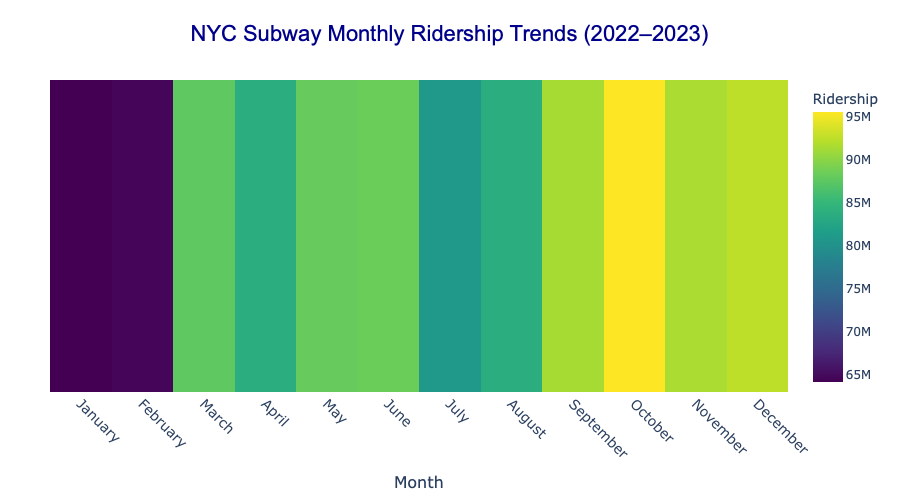 NYC Subway Monthly Ridership Trends (2022–2023)
Ridership
95M
90M
85M
80M
75M
70M
65M
January
February
March
April
May
June
July
August
September
October
November
December
Month